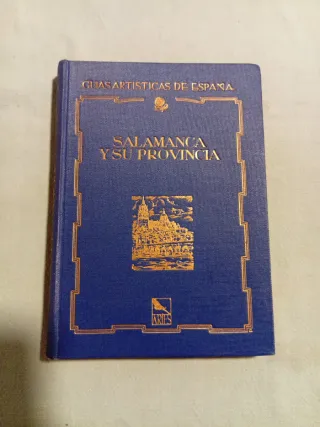 GUIAS ARTISTICAS DE ESPAÑA
SALAMANCA
Y SU PROVINCIA
ARIES